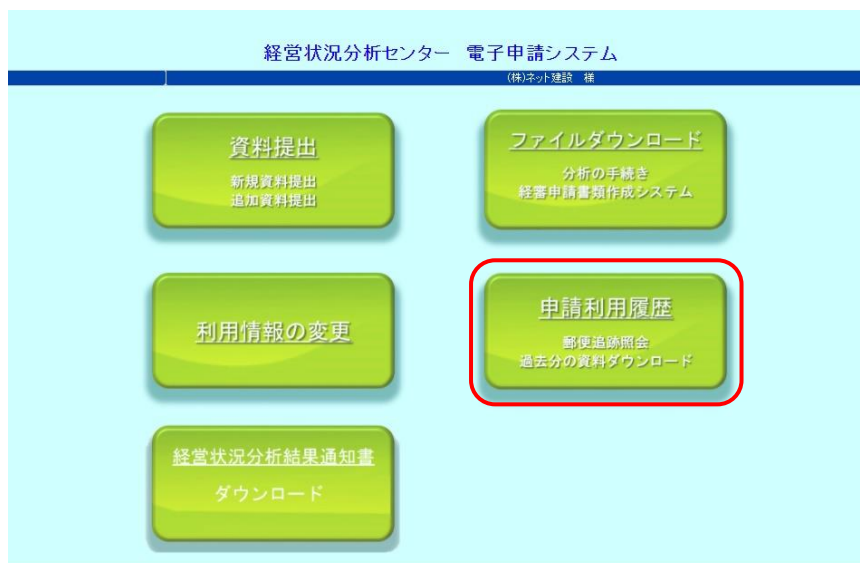 経営状況分析センター 電子申請システム
(株)ネット建設 様
資料提出
新規資料提出
追加資料提出
ファイルダウンロード
分析の手続き
経審申請書類作成システム
利用情報の変更
申請利用履歴
郵便追跡照会
過去分の資料ダウンロード
経営状況分析結果通知書
ダウンロード